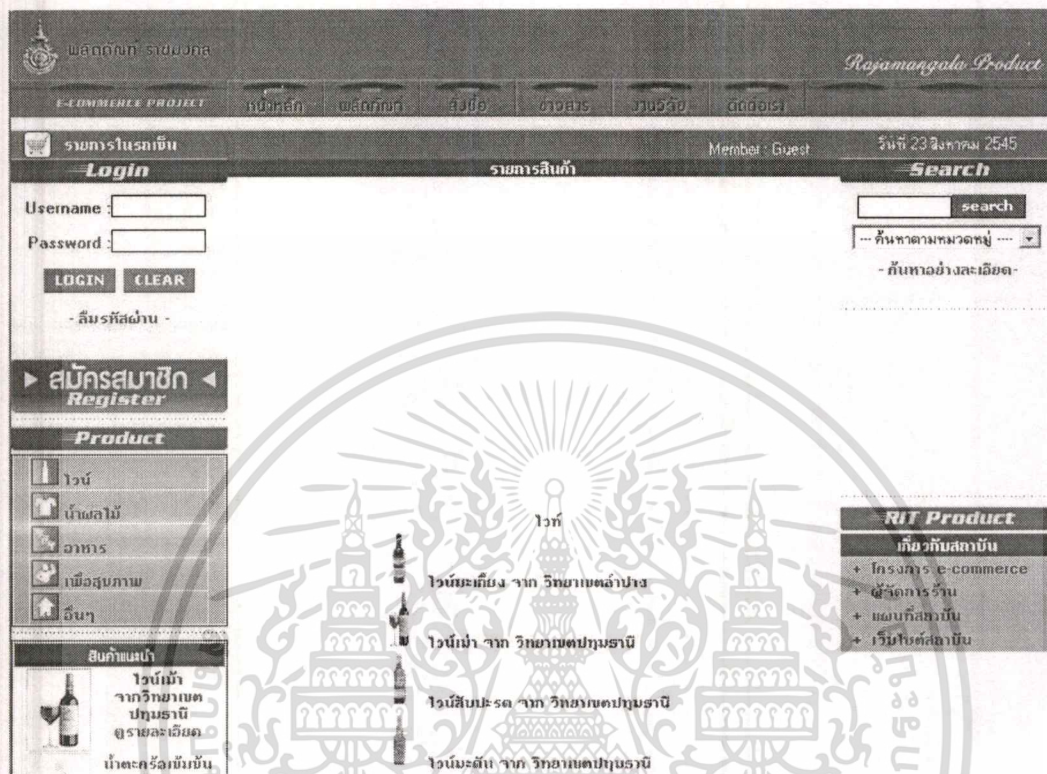 ผลิตภัณฑ์ ราชมงคล
Rajamangala Product
E-COMMERCE PROJECT
หน้าหลัก ผลิตภัณฑ์ สั่งซื้อ ข่าวสาร งานวิจัย ติดต่อเรา
รายการในรถเข็น
Member : Guest
วันที่ 23 สิงหาคม 2545
Login
รายการสินค้า
Search
Username :
search
Password :
--- ค้นหาตามหมวดหมู่ ----
LOGIN CLEAR
- ค้นหาอย่างละเอียด-
- ลืมรหัสผ่าน -
สมัครสมาชิก
Register
Product
ไวน์
น้ำผลไม้
อาหาร
เพื่อสุขภาพ
อื่นๆ
ไวท์
ไวน์มะเกี๋ยง จาก วิทยาเขตลำปาง
ไวน์เม่า จาก วิทยาเขตปทุมธานี
ไวน์สับปะรด จาก วิทยาเขตปทุมธานี
ไวน์มะดัน จาก วิทยาเขตปทุมธานี
RIT Product
เกี่ยวกับสถาบัน
+ โครงการ e-commerce
+ ผู้จัดการร้าน
+ แผนที่สถาบัน
+ เว็บไซต์สถาบัน
สินค้าแนะนำ
ไวน์เม้า
จากวิทยาเขต
ปทุมธานี
ดูรายละเอียด
น้ำตะคร้อเข้มข้น